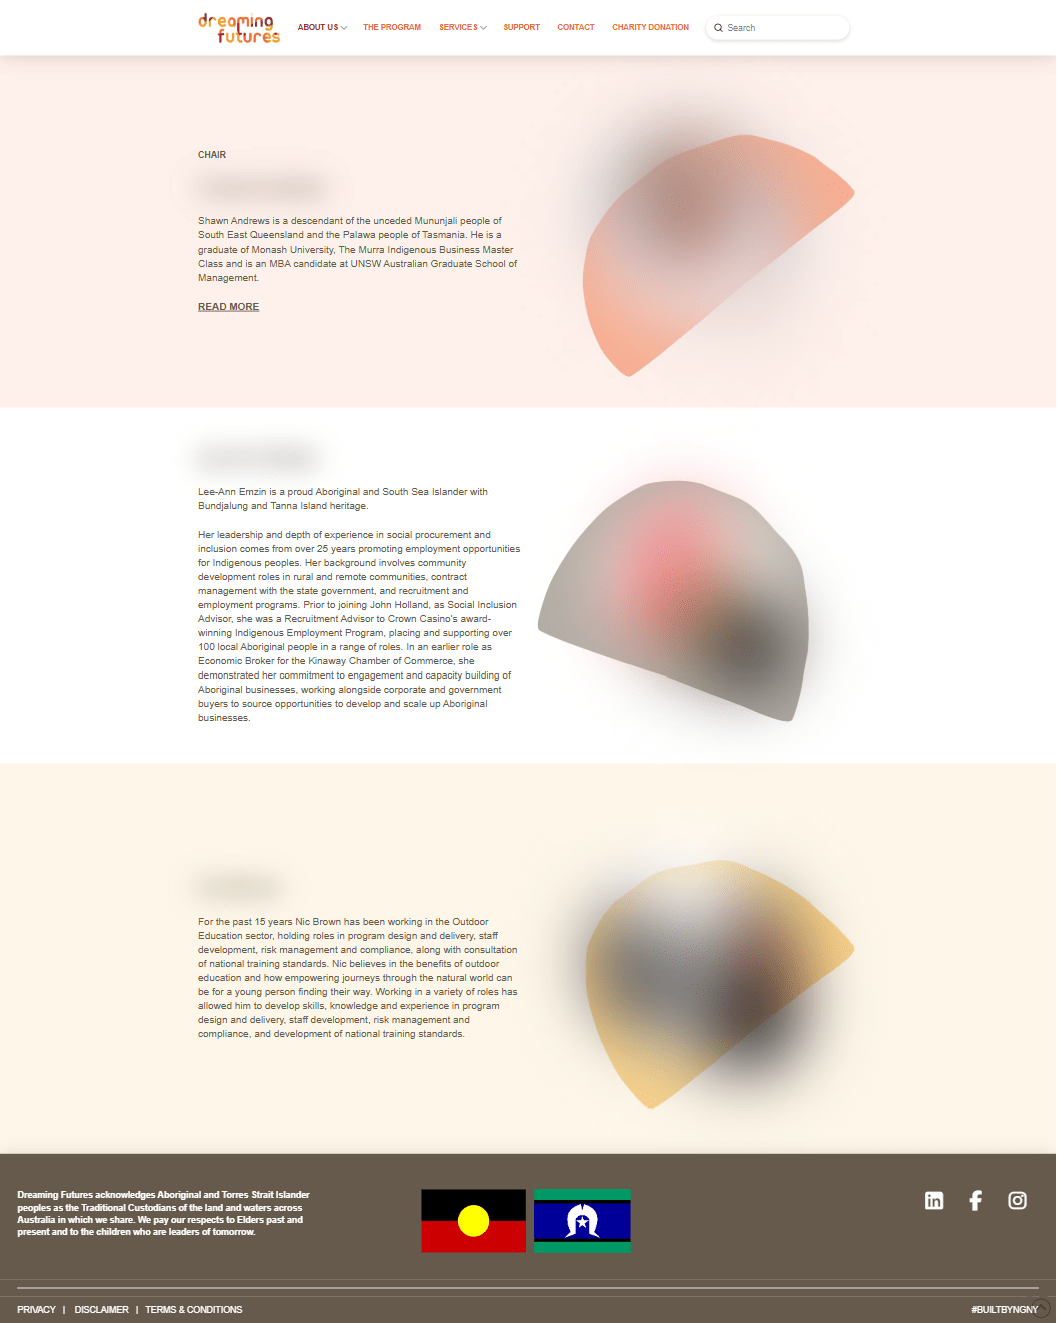 dreaming
futures
ABOUT US
THE PROGRAM
SERVICES
SUPPORT
CONTACT
CHARITY DONATION
Search
CHAIR
Shawn Andrews is a descendant of the unceded Mununjali people of
South East Queensland and the Palawa people of Tasmania. He is a
graduate of Monash University, The Murra Indigenous Business Master
Class and is an MBA candidate at UNSW Australian Graduate School of
Management.
READ MORE
Lee-Ann Emzin is a proud Aboriginal and South Sea Islander with
Bundjalung and Tanna Island heritage.
Her leadership and depth of experience in social procurement and
inclusion comes from over 25 years promoting employment opportunities
for Indigenous peoples. Her background involves community
development roles in rural and remote communities, contract
management with the state government, and recruitment and
employment programs. Prior to joining John Holland, as Social Inclusion
Advisor, she was a Recruitment Advisor to Crown Casino's award-
winning Indigenous Employment Program, placing and supporting over
100 local Aboriginal people in a range of roles. In an earlier role as
Economic Broker for the Kinaway Chamber of Commerce, she
demonstrated her commitment to engagement and capacity building of
Aboriginal businesses, working alongside corporate and government
buyers to source opportunities to develop and scale up Aboriginal
businesses.
For the past 15 years Nic Brown has been working in the Outdoor
Education sector, holding roles in program design and delivery, staff
development, risk management and compliance, along with consultation
of national training standards. Nic believes in the benefits of outdoor
education and how empowering journeys through the natural world can
be for a young person finding their way. Working in a variety of roles has
allowed him to develop skills, knowledge and experience in program
design and delivery, staff development, risk management and
compliance, and development of national training standards.
Dreaming Futures acknowledges Aboriginal and Torres Strait Islander
peoples as the Traditional Custodians of the land and waters across
Australia in which we share. We pay our respects to Elders past and
present and to the children who are leaders of tomorrow.
PRIVACY | DISCLAIMER | TERMS & CONDITIONS
#BUILTBYNGNY